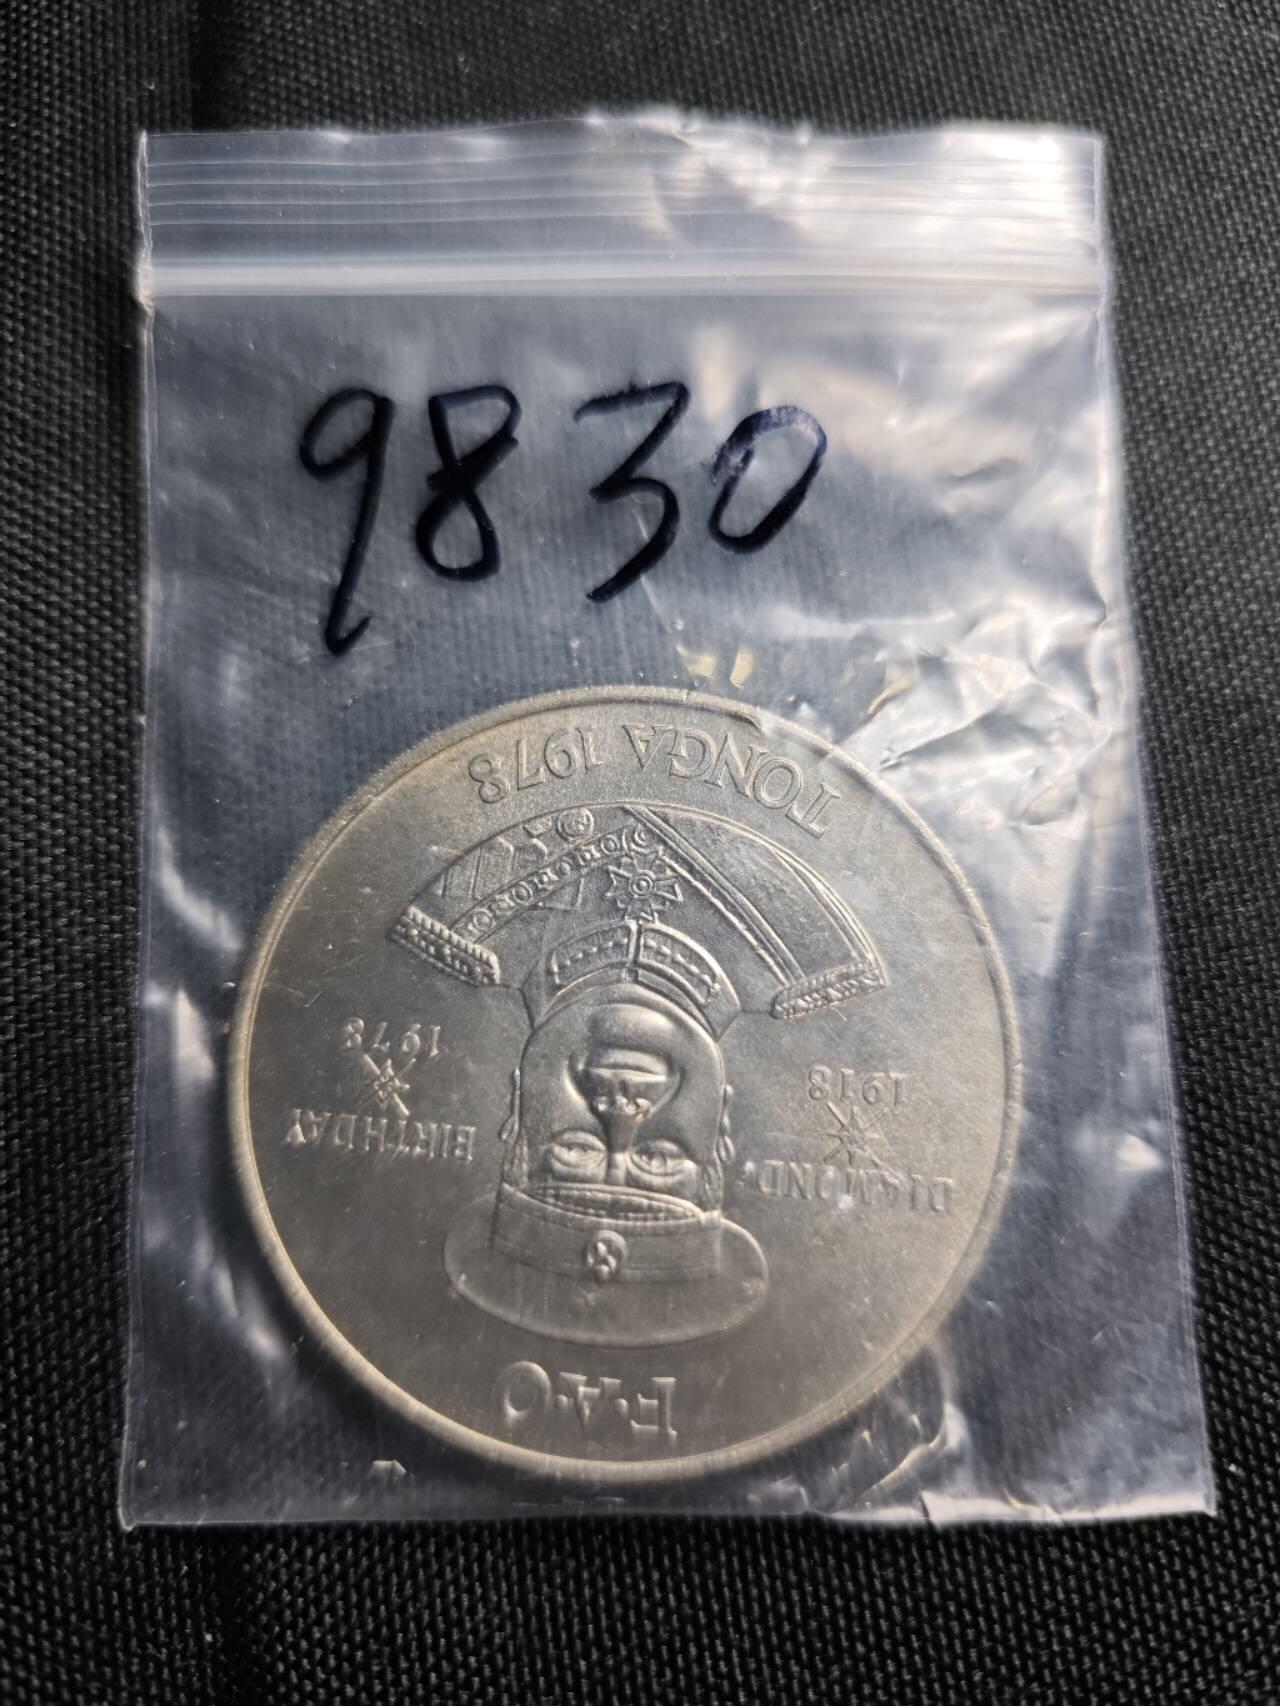 9830
F·A·O
DIAMOND
1918
BIRTHDAY
1978
TONGA 1978